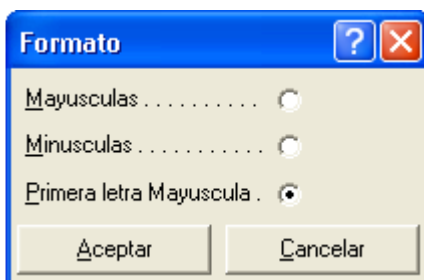 Formato
Mayusculas . . . . . . . . . .
Minusculas . . . . . . . . . . .
Primera letra Mayuscula .
Aceptar Cancelar